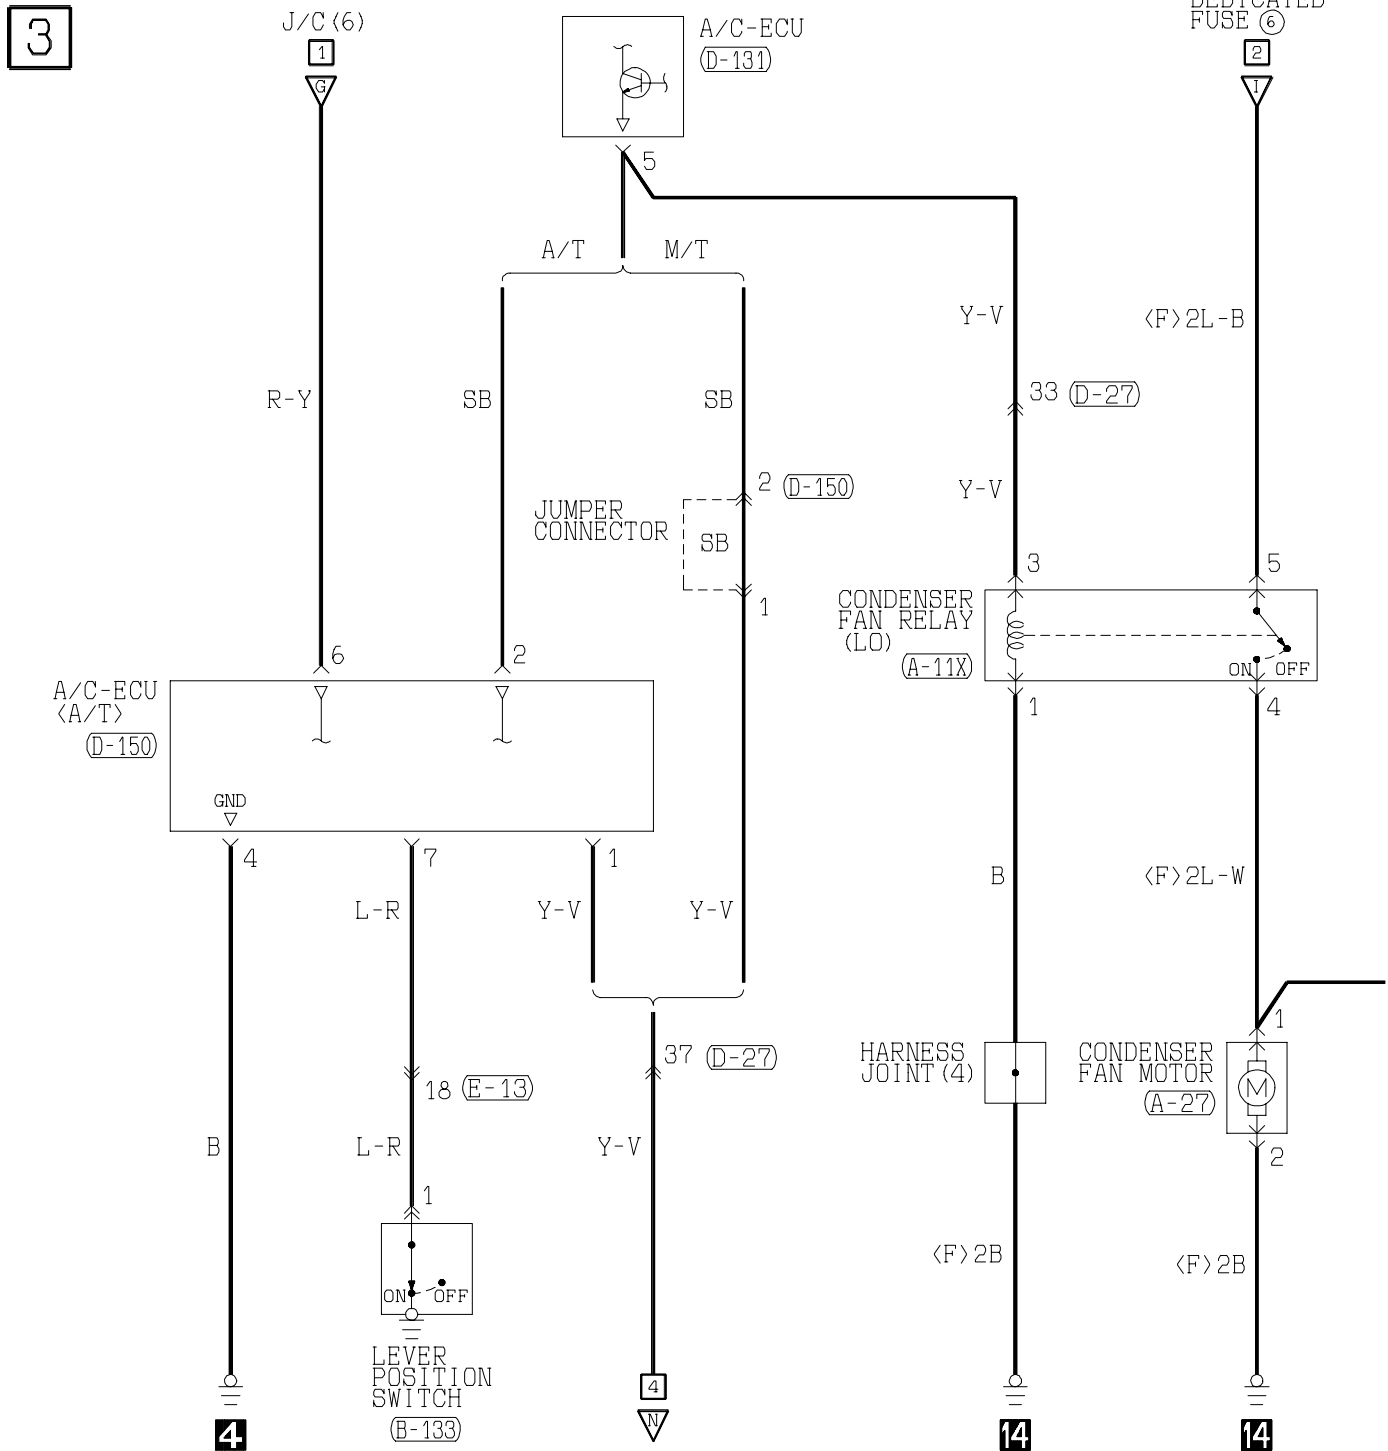 3
J/C(6)
1
G
A/C-ECU
(D-131)
DEDICATED
FUSE ⑥
2
I
5
A/T
M/T
Y-V
<F>2L-B
R-Y
SB
SB
33 (D-27)
2 (D-150)
Y-V
JUMPER
CONNECTOR
SB
1
3
5
CONDENSER
FAN RELAY
(LO)
(A-11X)
ON OFF
6
2
1
4
A/C-ECU
<A/T>
(D-150)
GND
4
7
1
B
<F>2L-W
L-R
Y-V
Y-V
1
37 (D-27)
HARNESS
JOINT(4)
CONDENSER
FAN MOTOR
(A-27)
M
18 (E-13)
B
L-R
Y-V
2
1
<F>2B
<F>2B
ON OFF
LEVER
POSITION
SWITCH
(B-133)
4
N
4
14
14